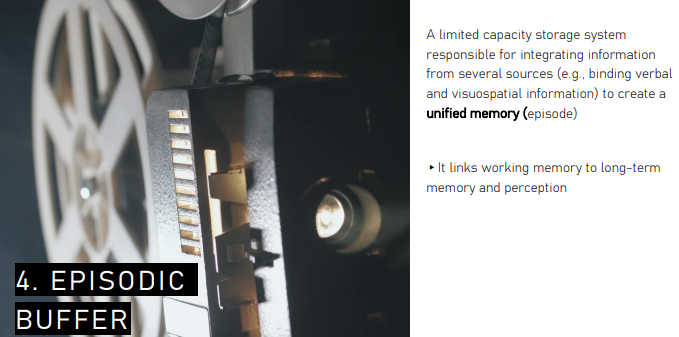 4. EPISODIC
BUFFER
A limited capacity storage system
responsible for integrating information
from several sources (e.g., binding verbal
and visuospatial information) to create a
unified memory (episode)
▸ It links working memory to long-term
memory and perception